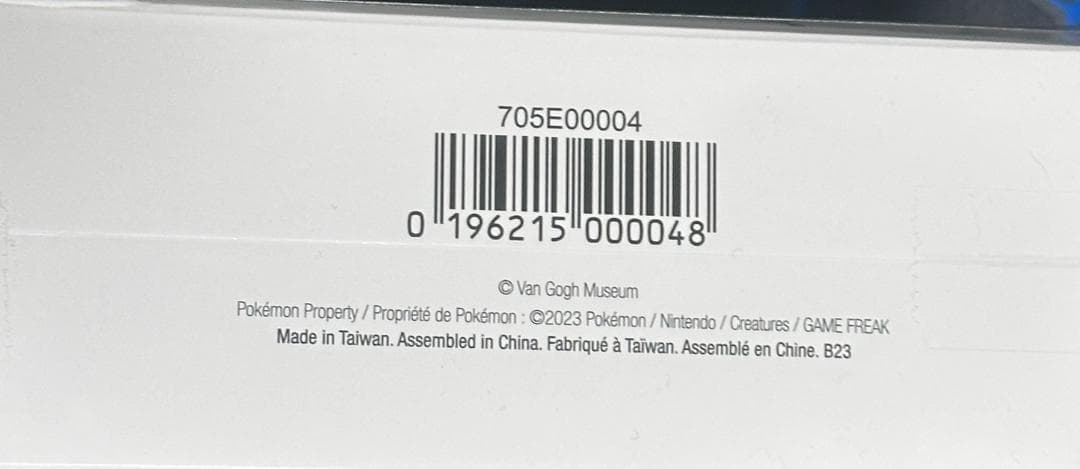 705E00004
0 196215 000048
© Van Gogh Museum
Pokémon Property / Propriété de Pokémon : ©2023 Pokémon / Nintendo / Creatures / GAME FREAK
Made in Taiwan. Assembled in China. Fabriqué à Taïwan. Assemblé en Chine. B23